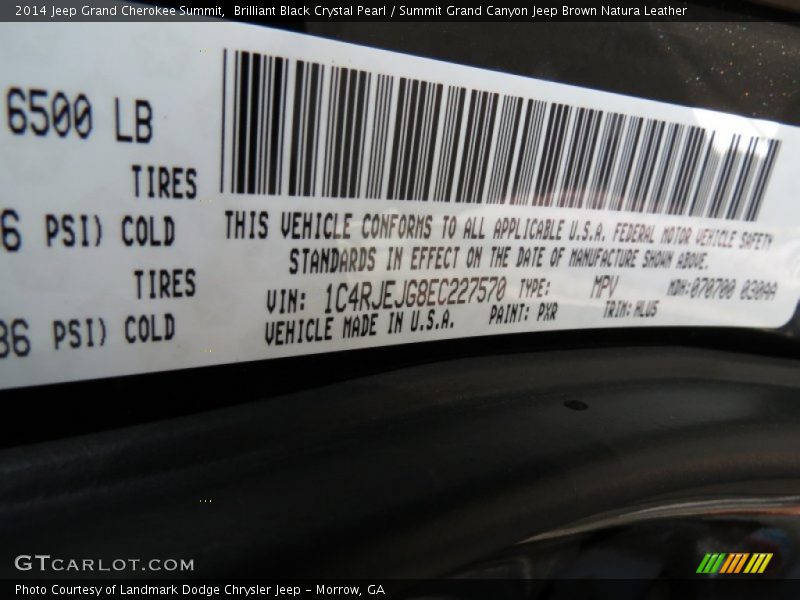 2014 Jeep Grand Cherokee Summit, Brilliant Black Crystal Pearl / Summit Grand Canyon Jeep Brown Natura Leather
6500 LB
TIRES
6 PSI) COLD
TIRES
36 PSI) COLD
THIS VEHICLE CONFORMS TO ALL APPLICABLE U.S.A. FEDERAL MOTOR VEHICLE SAFETY
STANDARDS IN EFFECT ON THE DATE OF MANUFACTURE SHOWN ABOVE.
VIN: 1C4RJEJG8EC227570 TYPE: MPV MDH:070700 030AA
VEHICLE MADE IN U.S.A. PAINT: PXR TRIM: HLU5
GTCARLOT.COM
Photo Courtesy of Landmark Dodge Chrysler Jeep - Morrow, GA